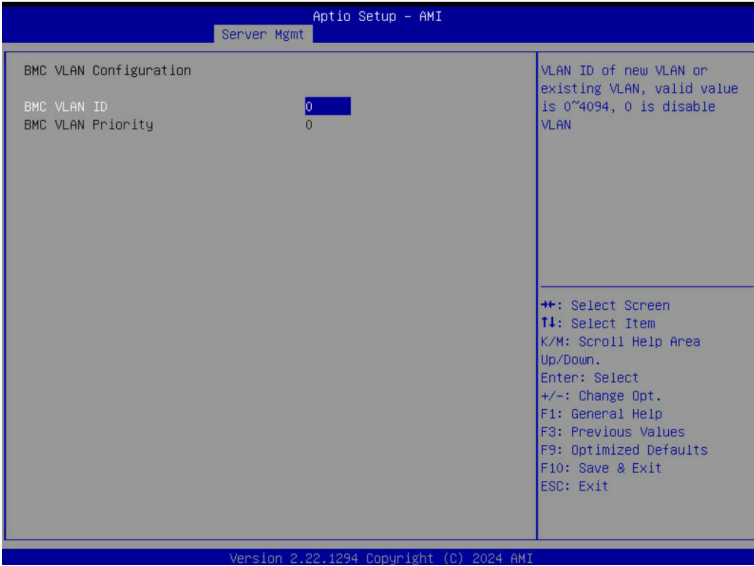 Aptio Setup - AMI
Server Mgmt
BMC VLAN Configuration
BMC VLAN ID 0
BMC VLAN Priority 0
VLAN ID of new VLAN or
existing VLAN, valid value
is 0~4094, 0 is disable
VLAN
→←: Select Screen
↑↓: Select Item
K/M: Scroll Help Area
Up/Down.
Enter: Select
+/-: Change Opt.
F1: General Help
F3: Previous Values
F9: Optimized Defaults
F10: Save & Exit
ESC: Exit
Version 2.22.1294 Copyright (C) 2024 AMI